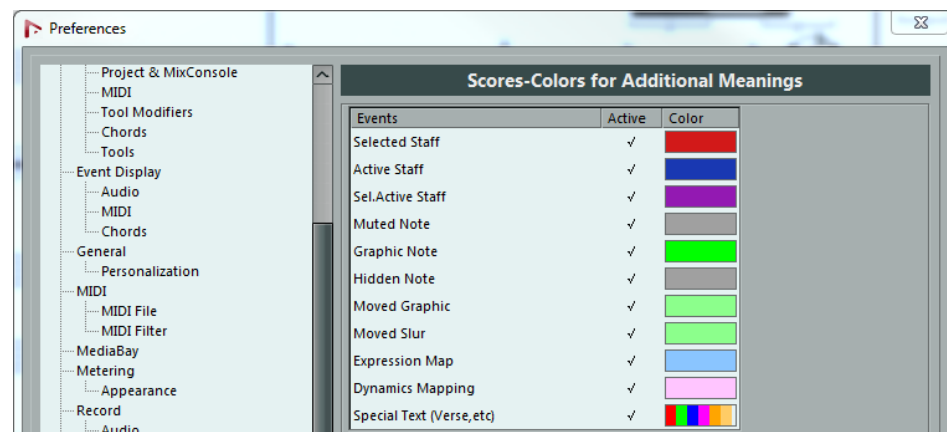 Preferences
Project & MixConsole
MIDI
Tool Modifiers
Chords
Tools
Event Display
Audio
MIDI
Chords
General
Personalization
MIDI
MIDI File
MIDI Filter
MediaBay
Metering
Appearance
Record
Audio
Scores-Colors for Additional Meanings
Events Active Color
Selected Staff √
Active Staff √
Sel.Active Staff √
Muted Note √
Graphic Note √
Hidden Note √
Moved Graphic √
Moved Slur √
Expression Map √
Dynamics Mapping √
Special Text (Verse,etc) √